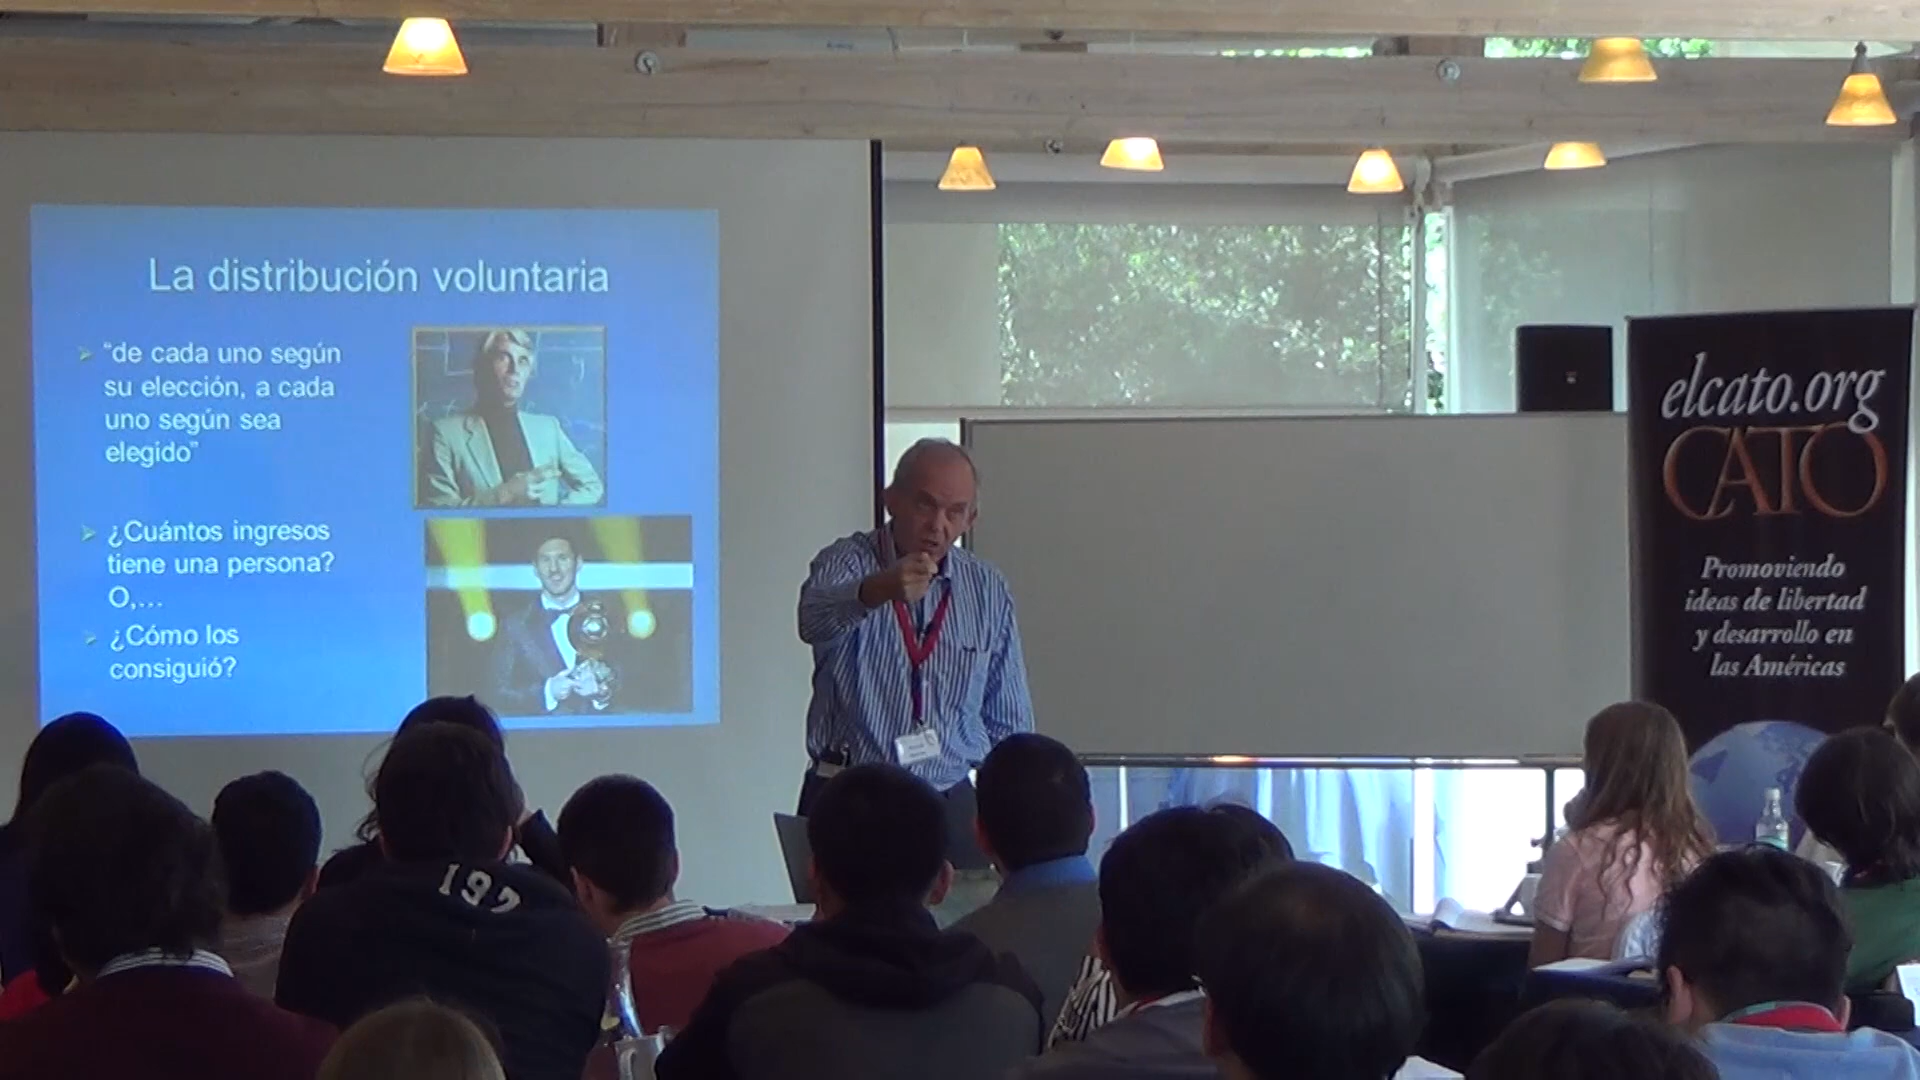 La distribución voluntaria
“de cada uno según
su elección, a cada
uno según sea
elegido”
¿Cuántos ingresos
tiene una persona?
O,…
¿Cómo los
consiguió?
elcato.org
CATO
Promoviendo
ideas de libertad
y desarrollo en
las Américas
197